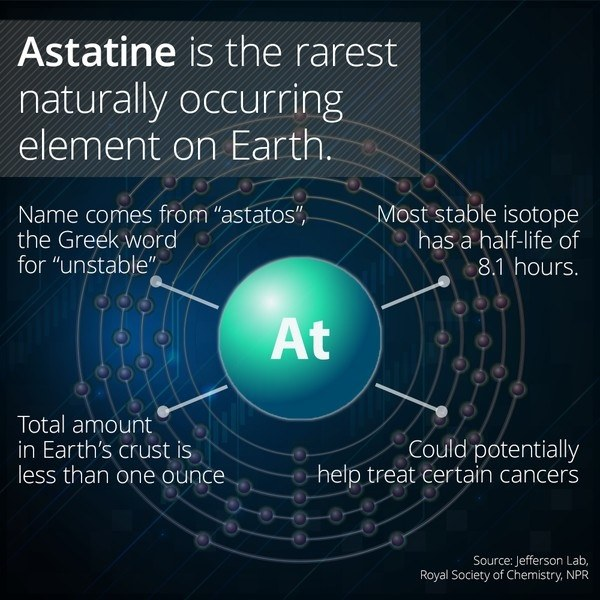 Astatine is the rarest
naturally occurring
element on Earth.
Name comes from “astatos”,
the Greek word
for “unstable”
Most stable isotope
has a half-life of
8.1 hours.
At
Total amount
in Earth’s crust is
less than one ounce
Could potentially
help treat certain cancers
Source: Jefferson Lab,
Royal Society of Chemistry, NPR